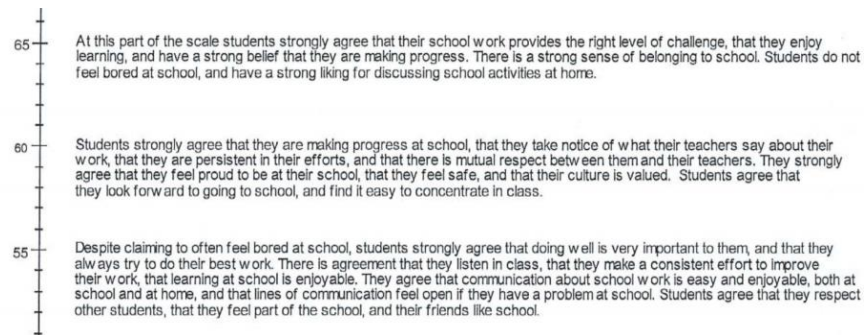 65
At this part of the scale students strongly agree that their school work provides the right level of challenge, that they enjoy
learning, and have a strong belief that they are making progress. There is a strong sense of belonging to school. Students do not
feel bored at school, and have a strong liking for discussing school activities at home.
60
Students strongly agree that they are making progress at school, that they take notice of what their teachers say about their
work, that they are persistent in their efforts, and that there is mutual respect between them and their teachers. They strongly
agree that they feel proud to be at their school, that they feel safe, and that their culture is valued. Students agree that
they look forward to going to school, and find it easy to concentrate in class.
55
Despite claiming to often feel bored at school, students strongly agree that doing well is very important to them, and that they
always try to do their best work. There is agreement that they listen in class, that they make a consistent effort to improve
their work, that learning at school is enjoyable. They agree that communication about school work is easy and enjoyable, both at
school and at home, and that lines of communication feel open if they have a problem at school. Students agree that they respect
other students, that they feel part of the school, and their friends like school.